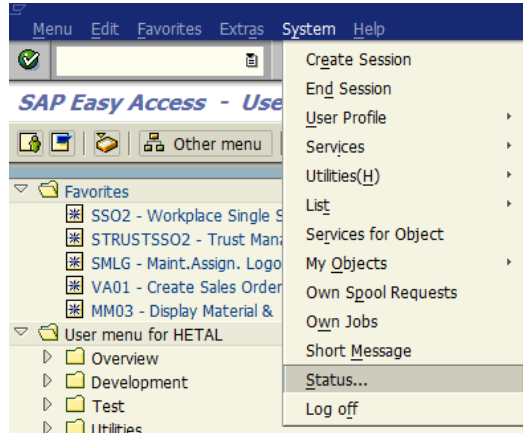 Menu Edit Favorites Extras System Help
SAP Easy Access - Use
Other menu
Create Session
End Session
User Profile
Services
Utilities(H)
List
Services for Object
My Objects
Own Spool Requests
Own Jobs
Short Message
Status...
Log off
Favorites
SSO2 - Workplace Single S
STRUSTSSO2 - Trust Mana
SMLG - Maint.Assign. Logo
VA01 - Create Sales Order
MM03 - Display Material &
User menu for HETAL
Overview
Development
Test
Utilities